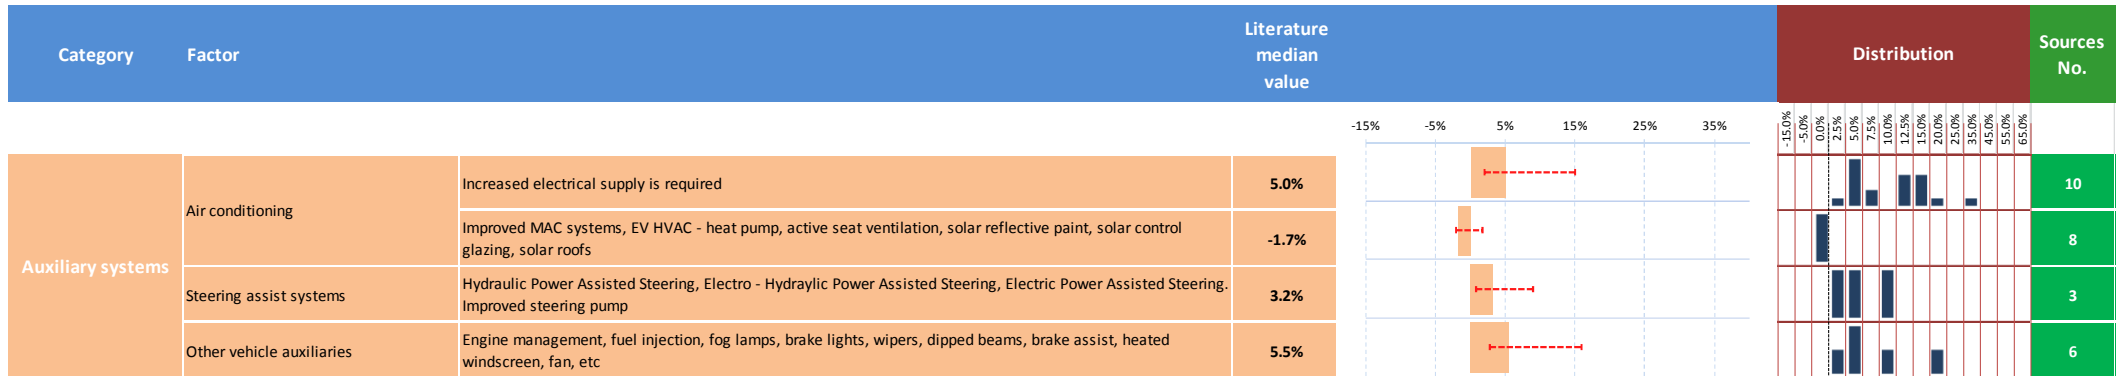 Category
Factor
Literature
median
value
Distribution
Sources
No.
-15%
-5%
5%
15%
25%
35%
-15.0%
-5.0%
0.0%
2.5%
5.0%
7.5%
10.0%
12.5%
15.0%
20.0%
25.0%
35.0%
45.0%
55.0%
65.0%
Auxiliary systems
Air conditioning
Increased electrical supply is required
5.0%
10
Improved MAC systems, EV HVAC - heat pump, active seat ventilation, solar reflective paint, solar control
glazing, solar roofs
-1.7%
8
Steering assist systems
Hydraulic Power Assisted Steering, Electro - Hydraylic Power Assisted Steering, Electric Power Assisted Steering.
Improved steering pump
3.2%
3
Other vehicle auxiliaries
Engine management, fuel injection, fog lamps, brake lights, wipers, dipped beams, brake assist, heated
windscreen, fan, etc
5.5%
6